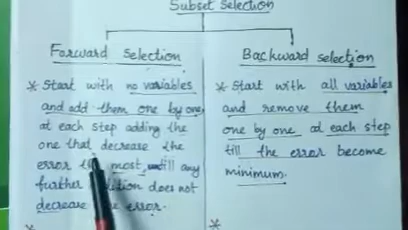 Subset Selection
Forward selection
* Start with no variables
and add them one by one,
at each step adding the
one that decrease the
error most, till any
further does not
decrease error.
*
Backward selection
* Start with all variables
and remove them
one by one at each step
till the error become
minimum.
*